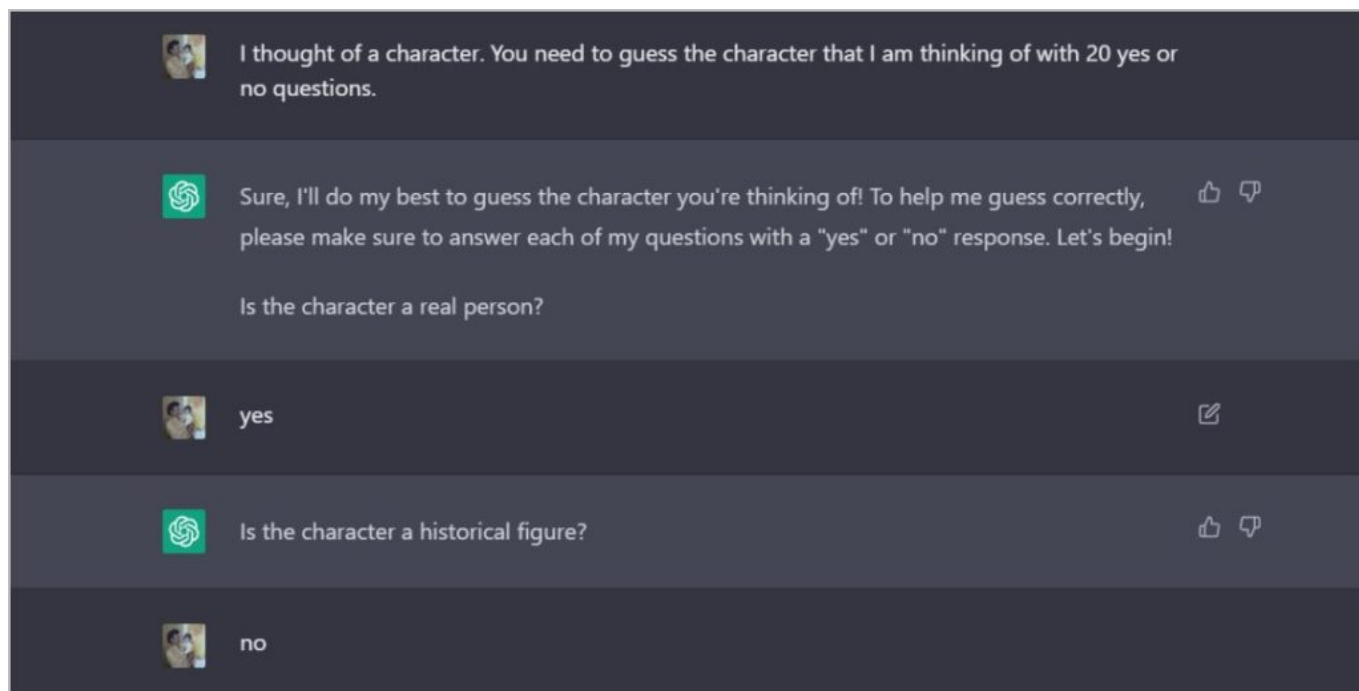 I thought of a character. You need to guess the character that I am thinking of with 20 yes or
no questions.
Sure, I'll do my best to guess the character you're thinking of! To help me guess correctly,
please make sure to answer each of my questions with a "yes" or "no" response. Let's begin!
Is the character a real person?
yes
Is the character a historical figure?
no